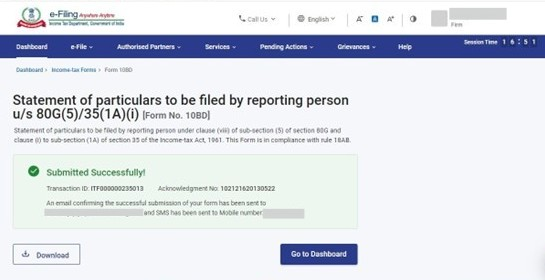 e-Filing Anywhere Anytime
Income Tax Department, Government of India
Call Us
English
A-
A
A+
Firm
Dashboard
e-File
Authorised Partners
Services
Pending Actions
Grievances
Help
Session Time 1 6 : 5 1
Dashboard > Income-tax Forms > Form 10BD
Statement of particulars to be filed by reporting person
u/s 80G(5)/35(1A)(i) [Form No. 10BD]
Statement of particulars to be filed by reporting person under clause (viii) of sub-section (5) of section 80G and
clause (i) to sub-section (1A) of section 35 of the Income-tax Act, 1961. This Form is in compliance with rule 18AB.
Submitted Successfully!
Transaction ID: ITF000000235013 Acknowledgment No: 102121620130522
An email confirming the successful submission of your form has been sent to
and SMS has been sent to Mobile number
Download
Go to Dashboard